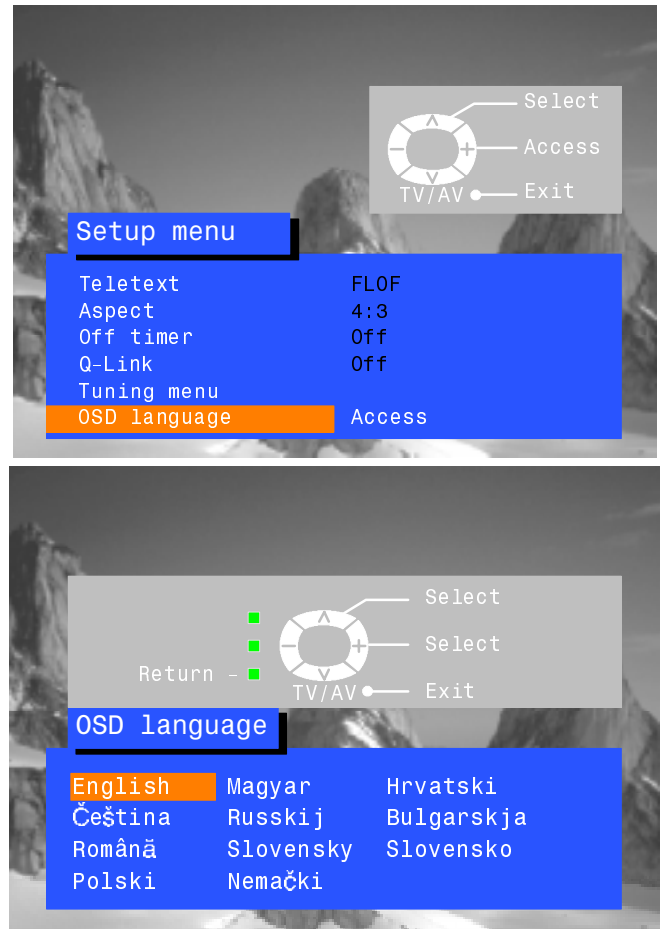 Select
Access
TV/AV Exit
Setup menu
Teletext FLOF
Aspect 4:3
Off timer Off
Q-Link Off
Tuning menu
OSD language Access
Select
Select
Return -
TV/AV Exit
OSD language
English Magyar Hrvatski
Čeština Russkij Bulgarskja
Română Slovensky Slovensko
Polski Nemački